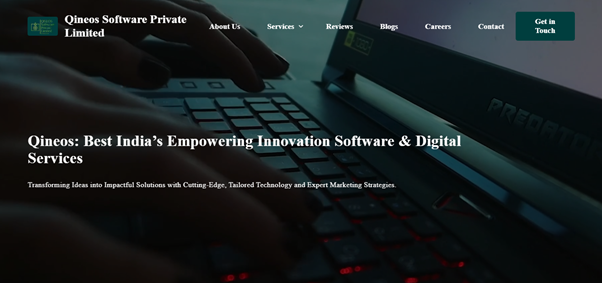 Qineos Software Private
Limited
About Us
Services
Reviews
Blogs
Careers
Contact
Get in
Touch
PREDATOR
Qineos: Best India’s Empowering Innovation Software & Digital
Services
Transforming Ideas into Impactful Solutions with Cutting-Edge, Tailored Technology and Expert Marketing Strategies.